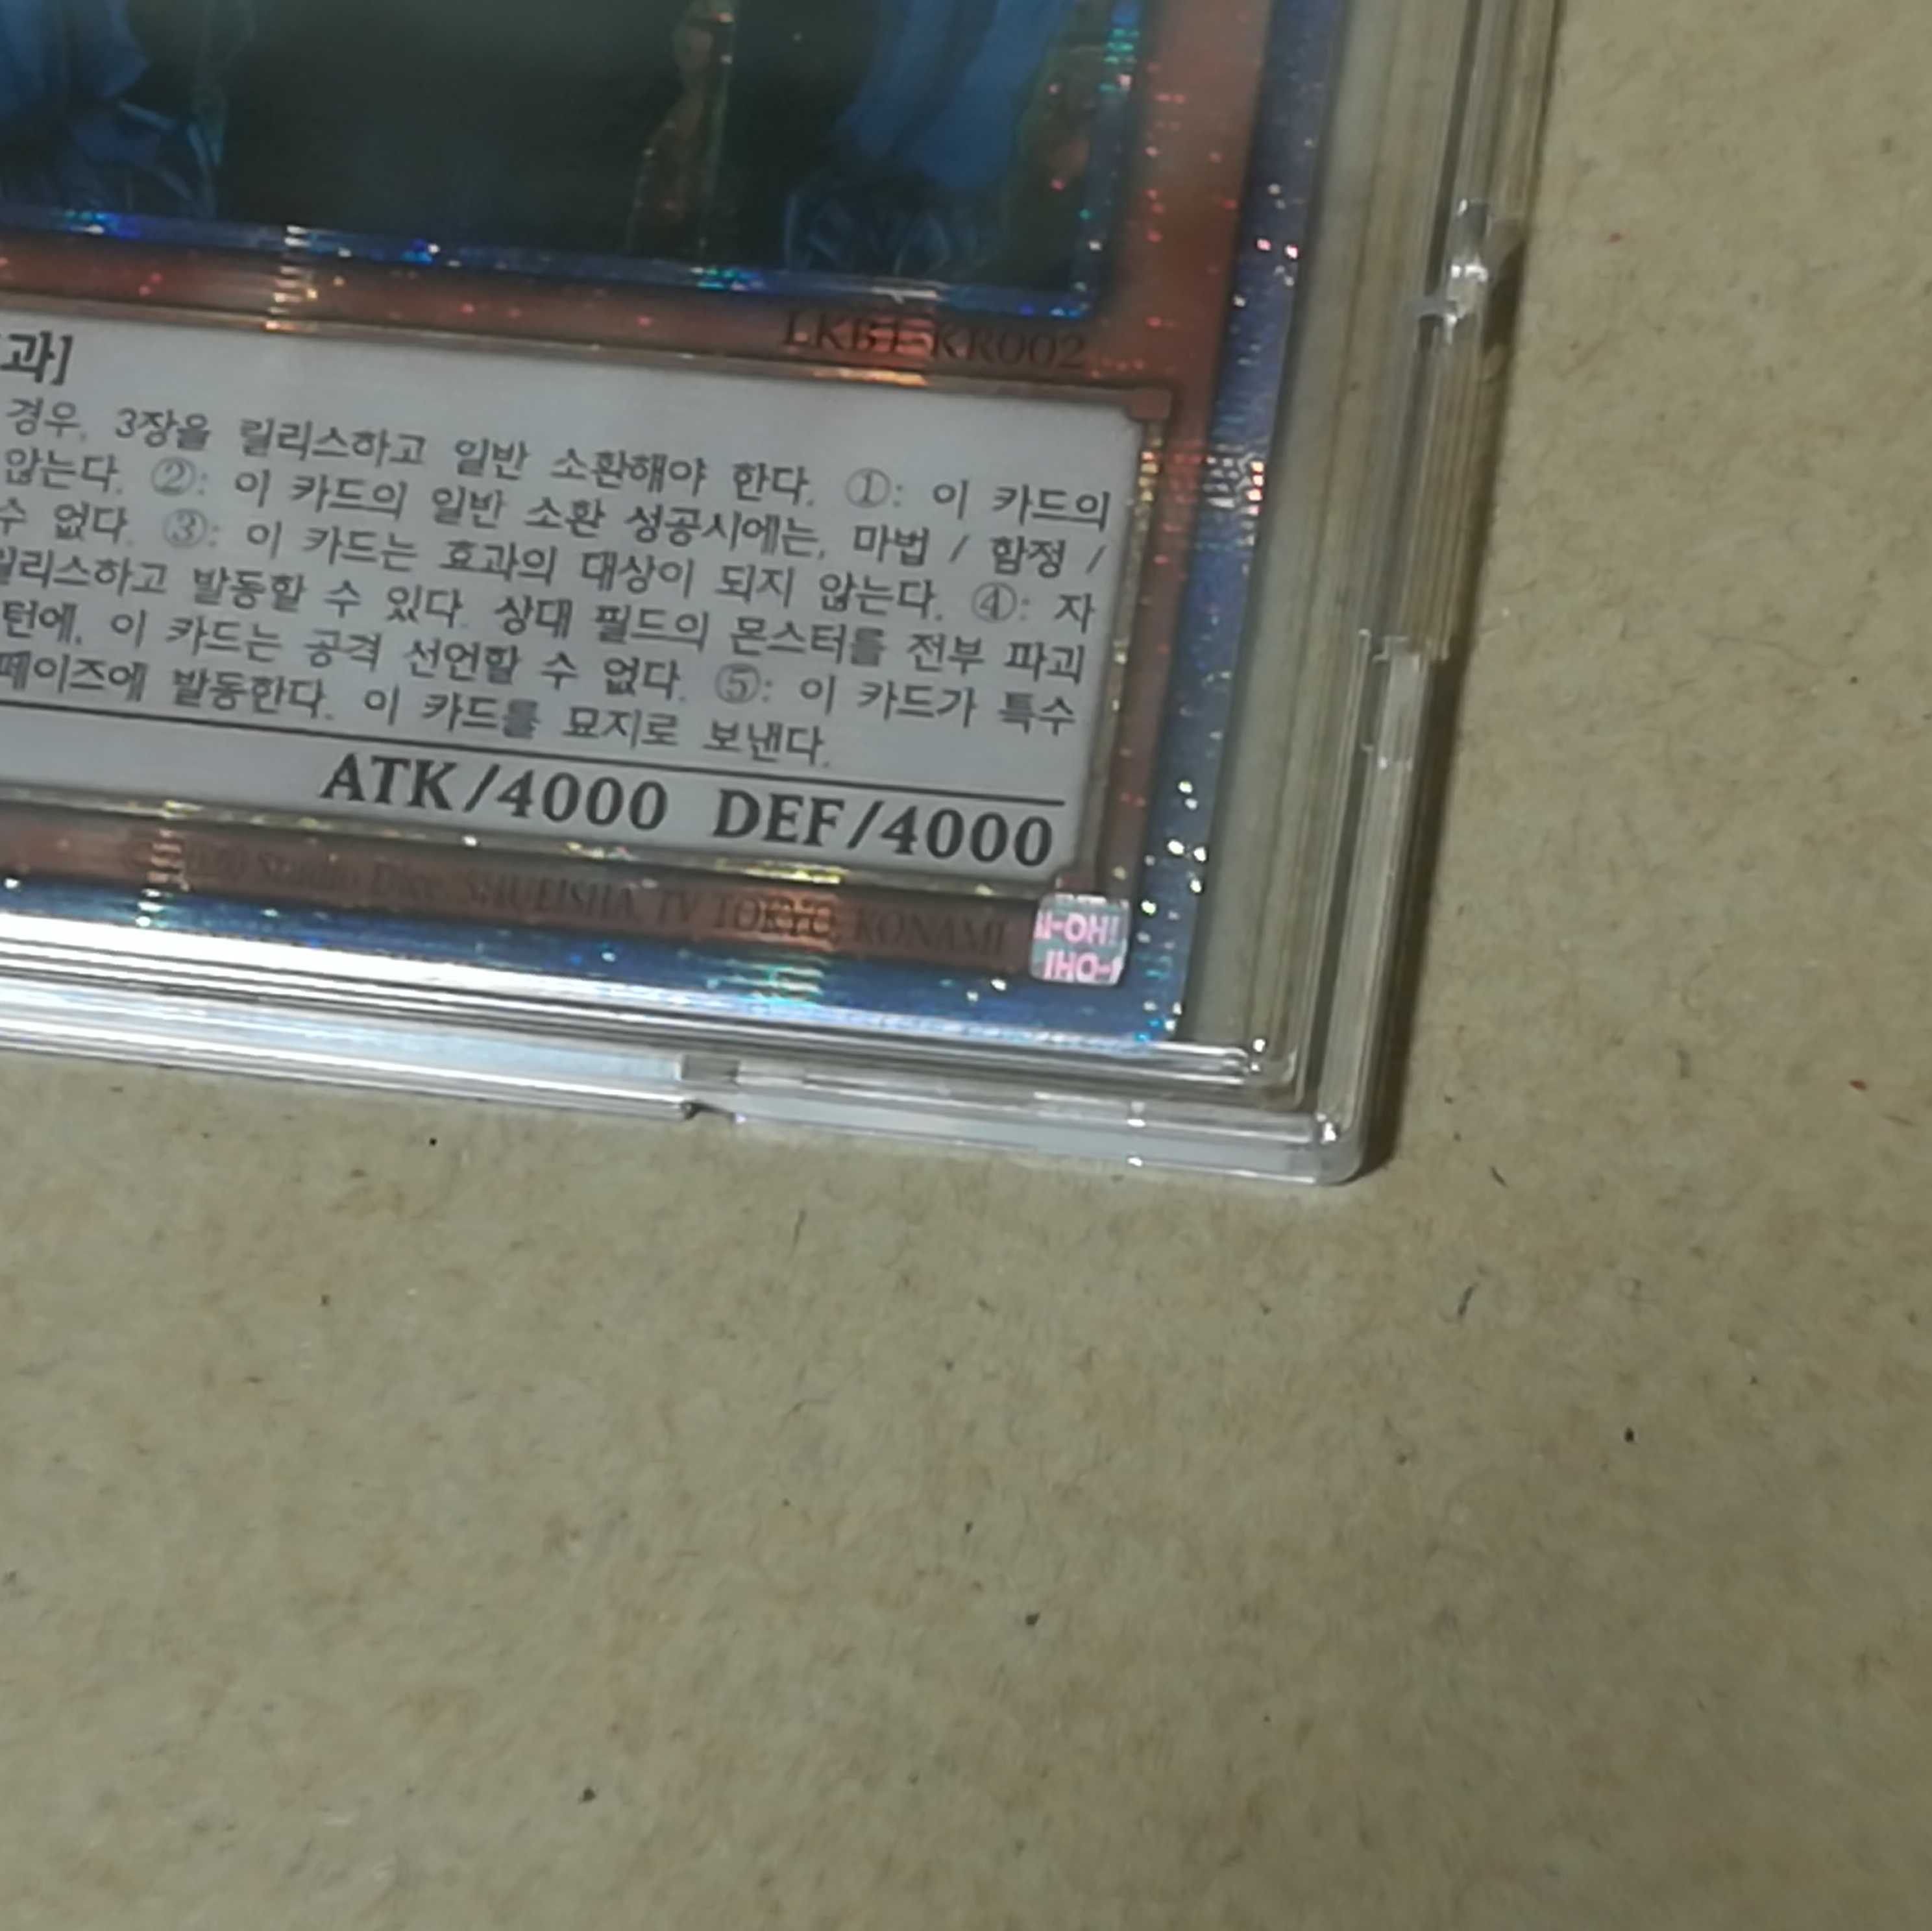 LKB1-KR002
과]
경우, 3장을 릴리스하고 일반 소환해야 한다. ①: 이 카드의
않는다. ②: 이 카드의 일반 소환 성공시에는, 마법 / 함정 /
수 없다. ③: 이 카드는 효과의 대상이 되지 않는다. ④: 자
릴리스하고 발동할 수 있다. 상대 필드의 몬스터를 전부 파괴
턴에, 이 카드는 공격 선언할 수 없다. ⑤: 이 카드가 특수
페이즈에 발동한다. 이 카드를 묘지로 보낸다.
ATK/4000 DEF/4000
Studio Dice/SHUEISHA, TV TOKYO, KONAMI
-OH!